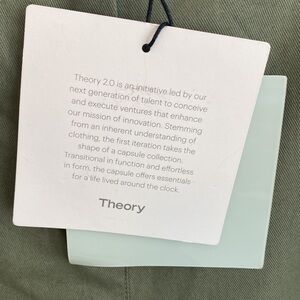 Theory 2.0 is an initiative led by our
next generation of talent to conceive
and execute ventures that enhance
our mission of innovation. Stemming
from an inherent understanding of
clothing, the first iteration takes the
shape of a capsule collection.
Transitional in function and effortless
in form, the capsule offers essentials
for a life lived around the clock.
Theory